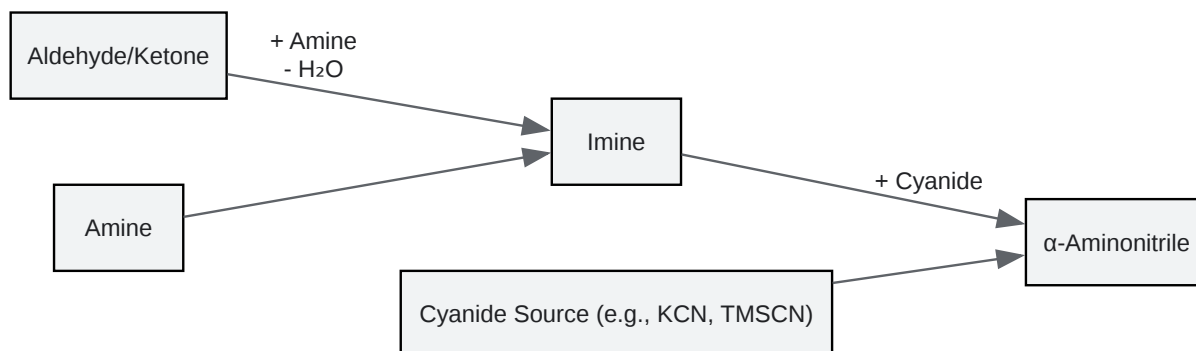 Aldehyde/Ketone
+ Amine
- H₂O
Imine
Amine
+ Cyanide
α-Aminonitrile
Cyanide Source (e.g., KCN, TMSCN)